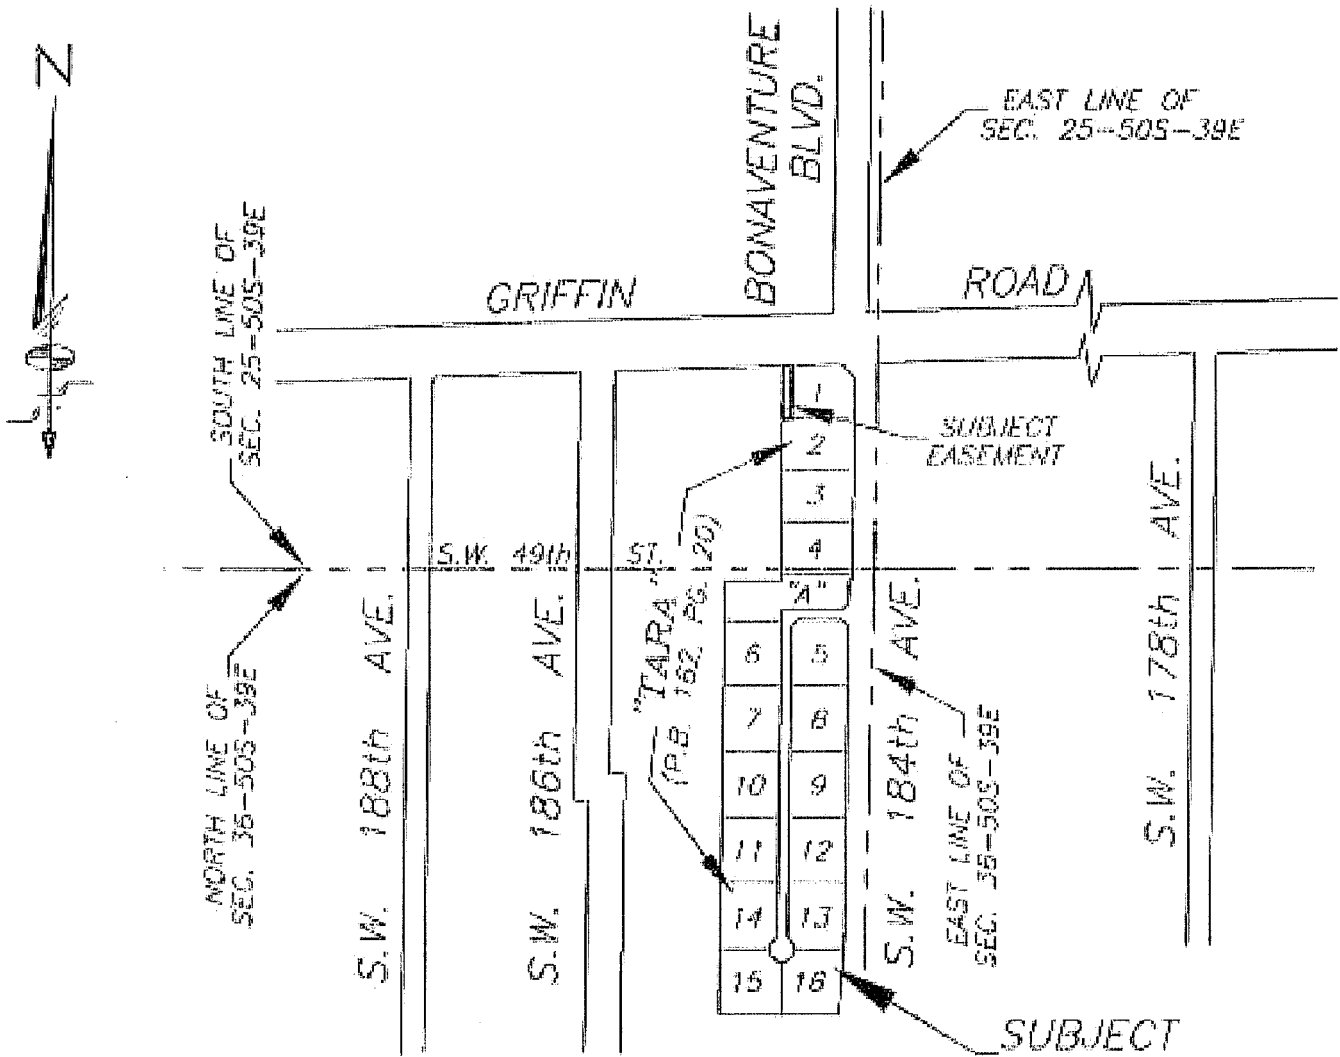 N
BONAVENTURE
BLVD.
EAST LINE OF
SEC. 25-50S-39E
SOUTH LINE OF
SEC. 25-50S-39E
GRIFFIN
ROAD
1
SUBJECT
EASEMENT
2
3
4
S.W. 49th
ST.
"A"
"TARA"
(P.B. 162, PG. 20)
NORTH LINE OF
SEC. 36-50S-39E
S.W. 188th AVE.
S.W. 186th AVE.
S.W. 184th AVE.
S.W. 178th AVE.
EAST LINE OF
SEC. 36-50S-39E
6
5
7
8
10
9
11
12
14
13
15
16
SUBJECT